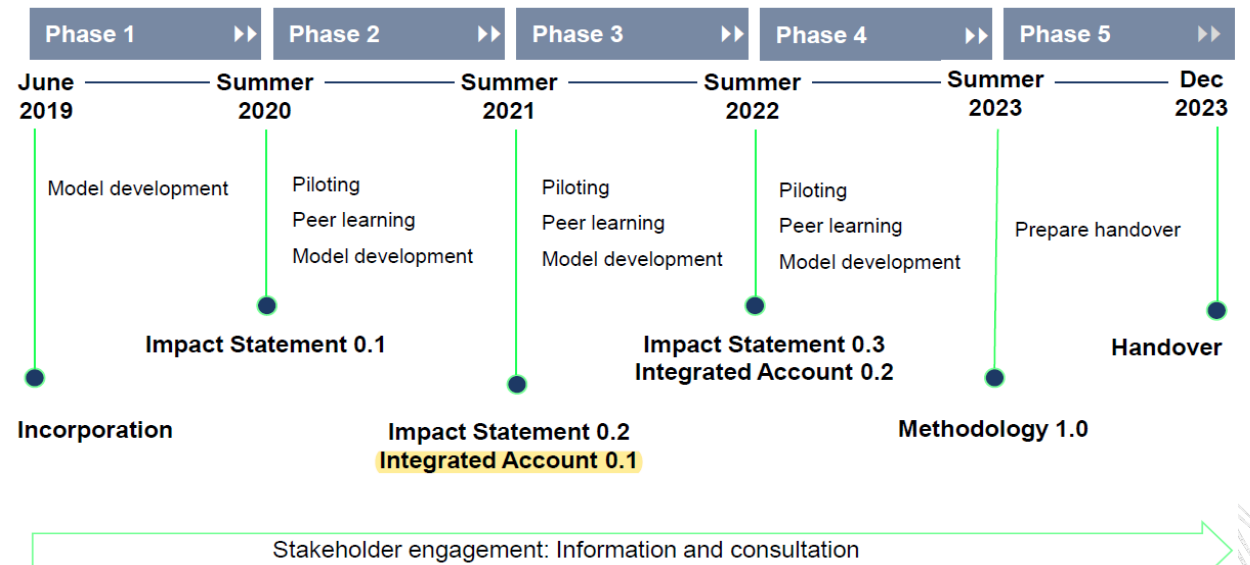 Phase 1
Phase 2
Phase 3
Phase 4
Phase 5
June
2019
Summer
2020
Summer
2021
Summer
2022
Summer
2023
Dec
2023
Model development
Piloting
Peer learning
Model development
Piloting
Peer learning
Model development
Piloting
Peer learning
Model development
Prepare handover
Impact Statement 0.1
Impact Statement 0.3
Integrated Account 0.2
Handover
Incorporation
Impact Statement 0.2
Integrated Account 0.1
Methodology 1.0
Stakeholder engagement: Information and consultation